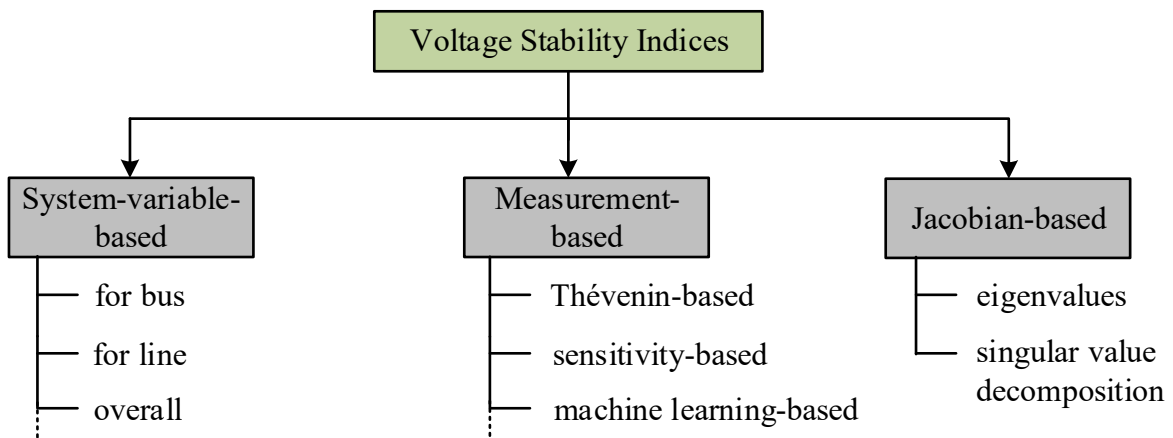 Voltage Stability Indices
System-variable-
based
for bus
for line
overall
Measurement-
based
Thévenin-based
sensitivity-based
machine learning-based
Jacobian-based
eigenvalues
singular value
decomposition